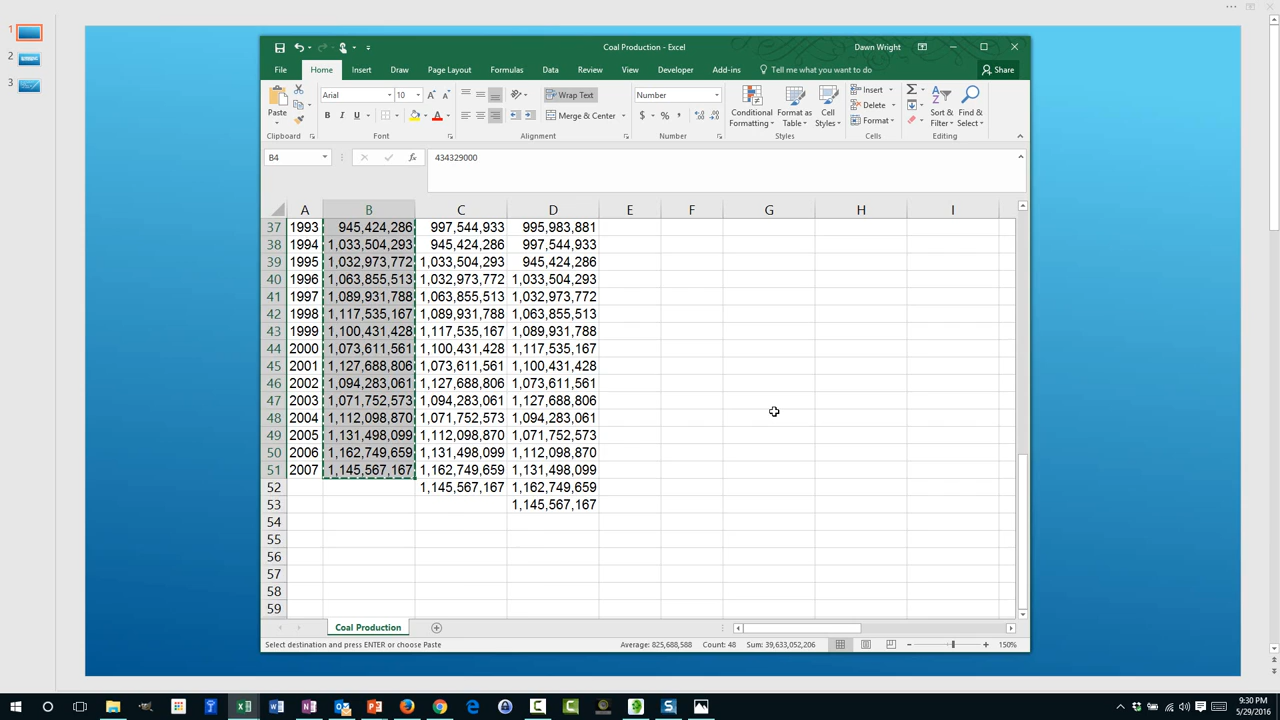 1
2
3
Coal Production - Excel
Dawn Wright
File Home Insert Draw Page Layout Formulas Data Review View Developer Add-ins Tell me what you want to do Share
Paste
Arial 10
Wrap Text
Merge & Center
Number
Conditional Formatting
Format as Table
Cell Styles
Insert
Delete
Format
Sort & Filter
Find & Select
Clipboard Font Alignment Number Styles Cells Editing
B4 fx 434329000
A B C D E F G H I
37 1993 945,424,286 997,544,933 995,983,881
38 1994 1,033,504,293 945,424,286 997,544,933
39 1995 1,032,973,772 1,033,504,293 945,424,286
40 1996 1,063,855,513 1,032,973,772 1,033,504,293
41 1997 1,089,931,788 1,063,855,513 1,032,973,772
42 1998 1,117,535,167 1,089,931,788 1,063,855,513
43 1999 1,100,431,428 1,117,535,167 1,089,931,788
44 2000 1,073,611,561 1,100,431,428 1,117,535,167
45 2001 1,127,688,806 1,073,611,561 1,100,431,428
46 2002 1,094,283,061 1,127,688,806 1,073,611,561
47 2003 1,071,752,573 1,094,283,061 1,127,688,806
48 2004 1,112,098,870 1,071,752,573 1,094,283,061
49 2005 1,131,498,099 1,112,098,870 1,071,752,573
50 2006 1,162,749,659 1,131,498,099 1,112,098,870
51 2007 1,145,567,167 1,162,749,659 1,131,498,099
52 1,145,567,167 1,162,749,659
53 1,145,567,167
54
55
56
57
58
59
Coal Production
Select destination and press ENTER or choose Paste Average: 825,688,588 Count: 48 Sum: 39,633,052,206 150%
9:30 PM
5/29/2016